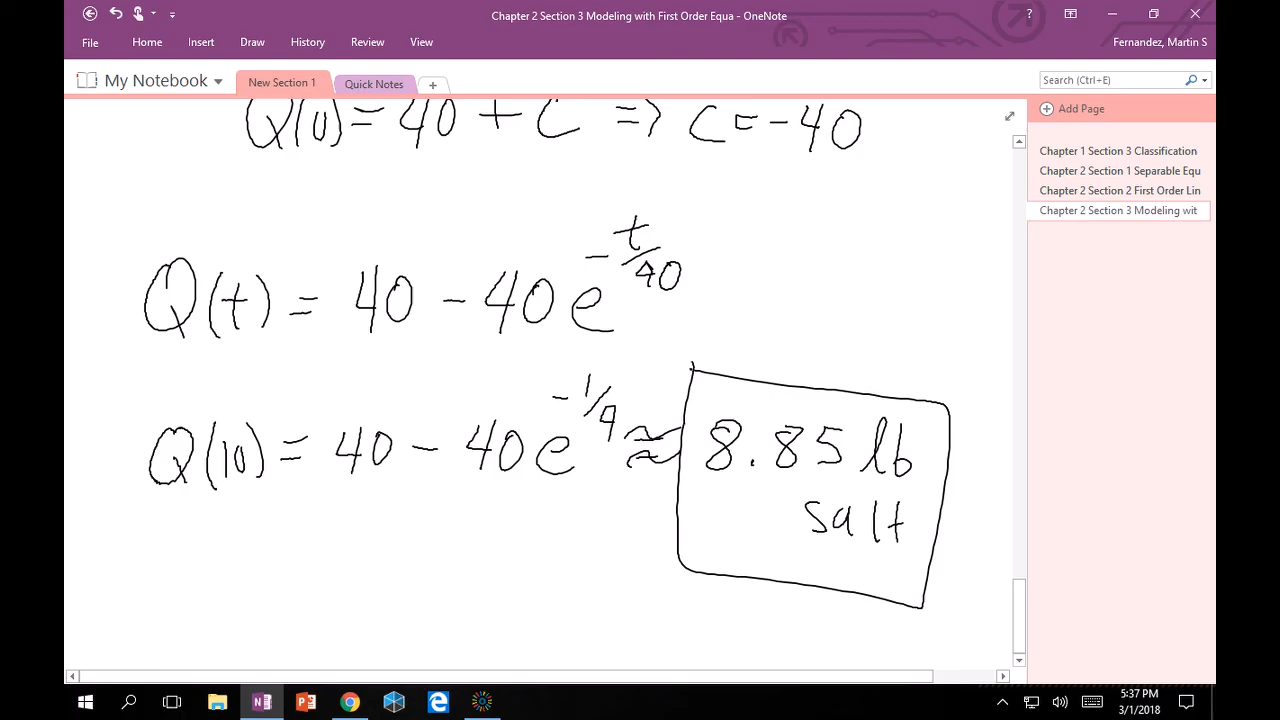 Chapter 2 Section 3 Modeling with First Order Equa - OneNote
File Home Insert Draw History Review View
Fernandez, Martin S
My Notebook
New Section 1
Quick Notes
Search (Ctrl+E)
Add Page
Chapter 1 Section 3 Classification
Chapter 2 Section 1 Separable Equ
Chapter 2 Section 2 First Order Lin
Chapter 2 Section 3 Modeling wit
Q(0) = 40 + C => C = -40
Q(t) = 40 - 40e^{-t/40}
Q(10) = 40 - 40e^{-1/4} ≈ 8.85 lb
salt
5:37 PM
3/1/2018